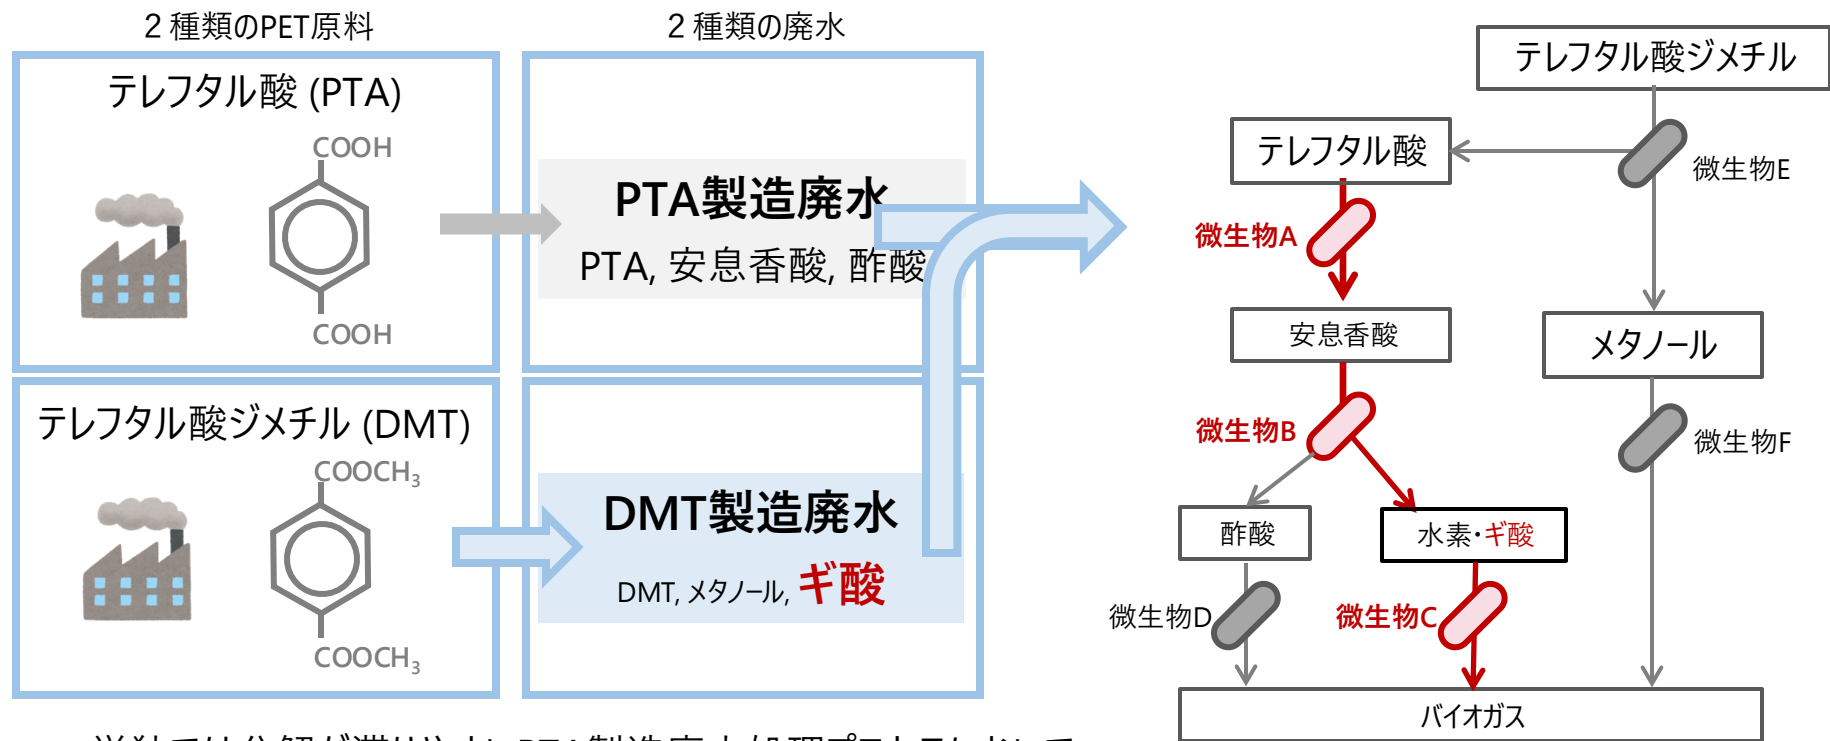 ２種類のPET原料
２種類の廃水
テレフタル酸 (PTA)
COOH
COOH
PTA製造廃水
PTA, 安息香酸, 酢酸
テレフタル酸ジメチル (DMT)
COOCH₃
COOCH₃
DMT製造廃水
DMT, メタノール, ギ酸
テレフタル酸ジメチル
テレフタル酸
微生物E
微生物A
安息香酸
メタノール
微生物B
微生物F
酢酸
水素・ギ酸
微生物D
微生物C
バイオガス